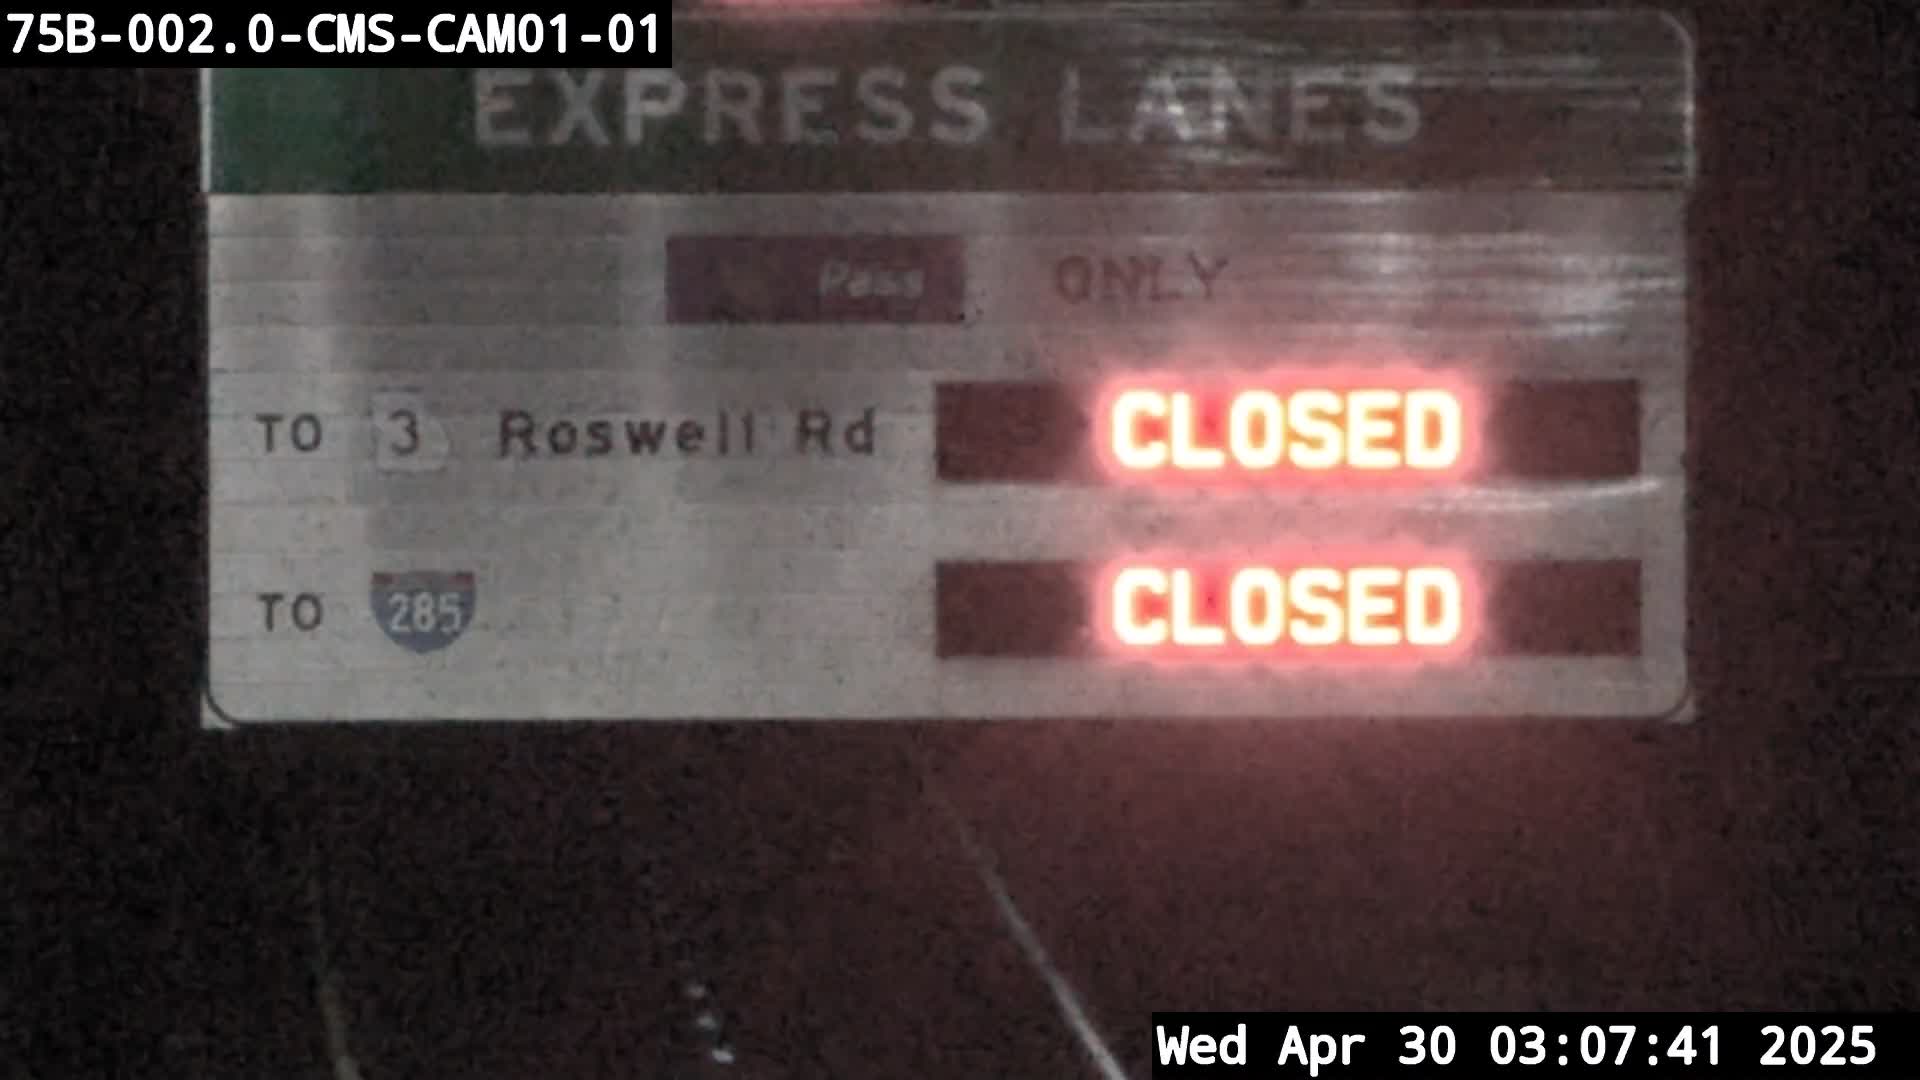 75B-002.0-CMS-CAM01-01
EXPRESS LANES
Pass ONLY
TO 3 Roswell Rd CLOSED
TO 285 CLOSED
Wed Apr 30 03:07:41 2025